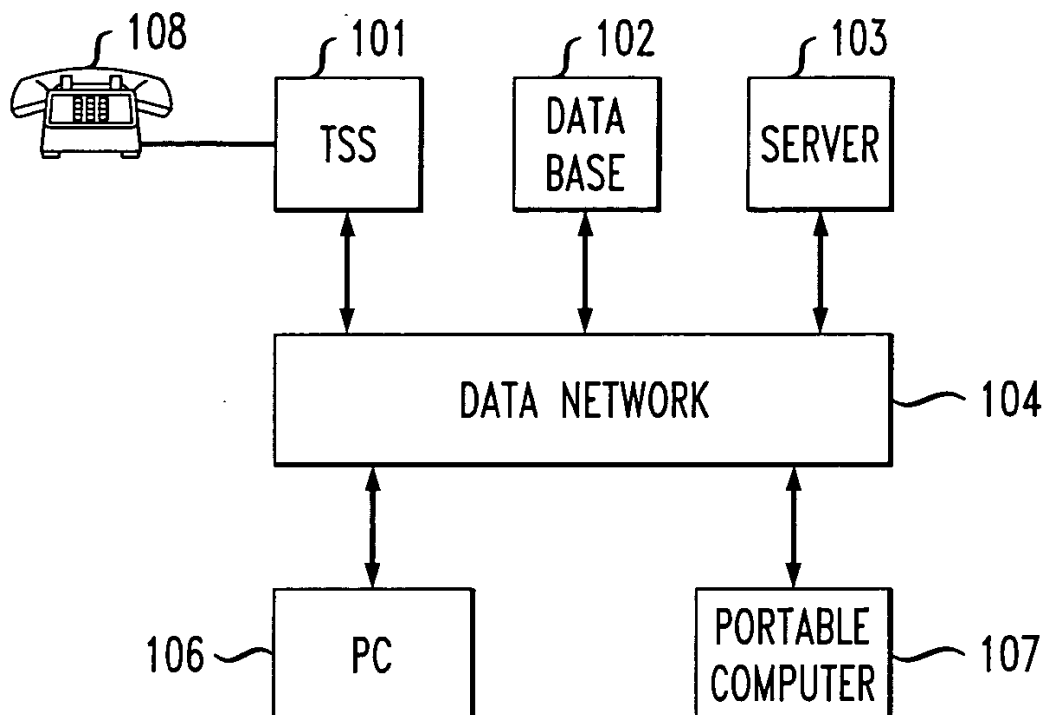 108
101
102
103
TSS
DATA
BASE
SERVER
DATA NETWORK
104
106
PC
PORTABLE
COMPUTER
107